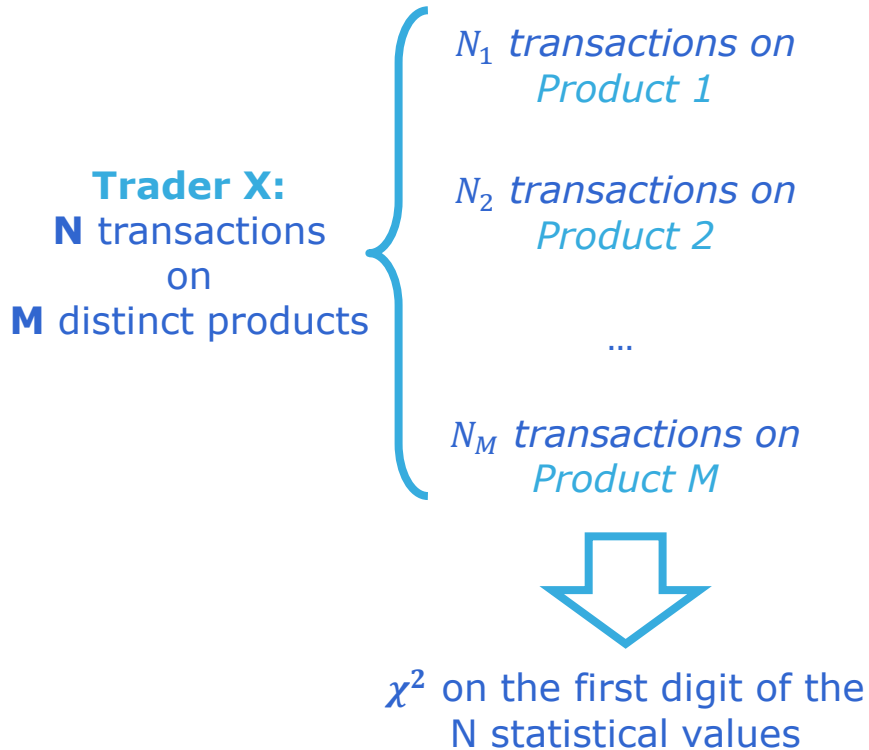 Trader X:
N transactions
on
M distinct products
N₁ transactions on
Product 1
N₂ transactions on
Product 2
...
N_M transactions on
Product M
χ² on the first digit of the
N statistical values